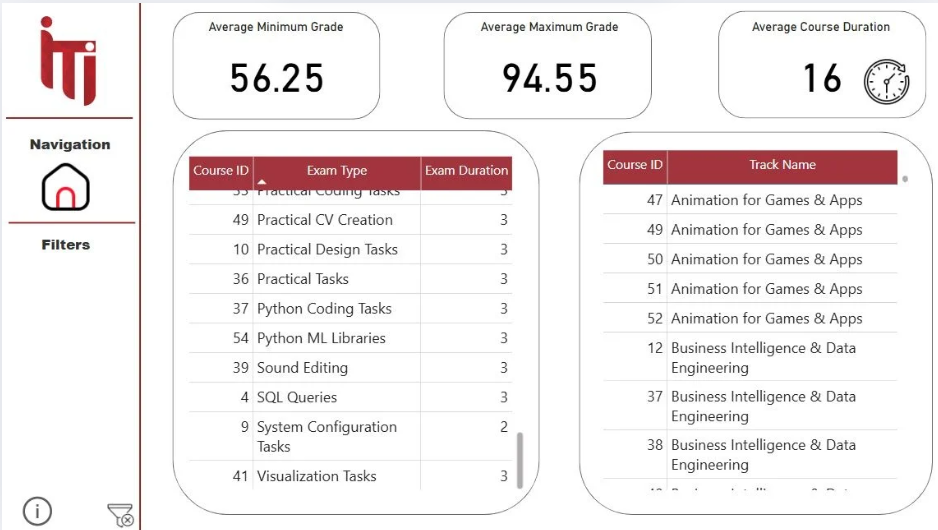 iTi
Average Minimum Grade
56.25
Average Maximum Grade
94.55
Average Course Duration
16
Navigation
Filters
Course ID Exam Type Exam Duration
Practical Coding Tasks 3
49 Practical CV Creation 3
10 Practical Design Tasks 3
36 Practical Tasks 3
37 Python Coding Tasks 3
54 Python ML Libraries 3
39 Sound Editing 3
4 SQL Queries 3
9 System Configuration 2
Tasks
41 Visualization Tasks 3
Course ID Track Name
47 Animation for Games & Apps
49 Animation for Games & Apps
50 Animation for Games & Apps
51 Animation for Games & Apps
52 Animation for Games & Apps
12 Business Intelligence & Data
Engineering
37 Business Intelligence & Data
Engineering
38 Business Intelligence & Data
Engineering